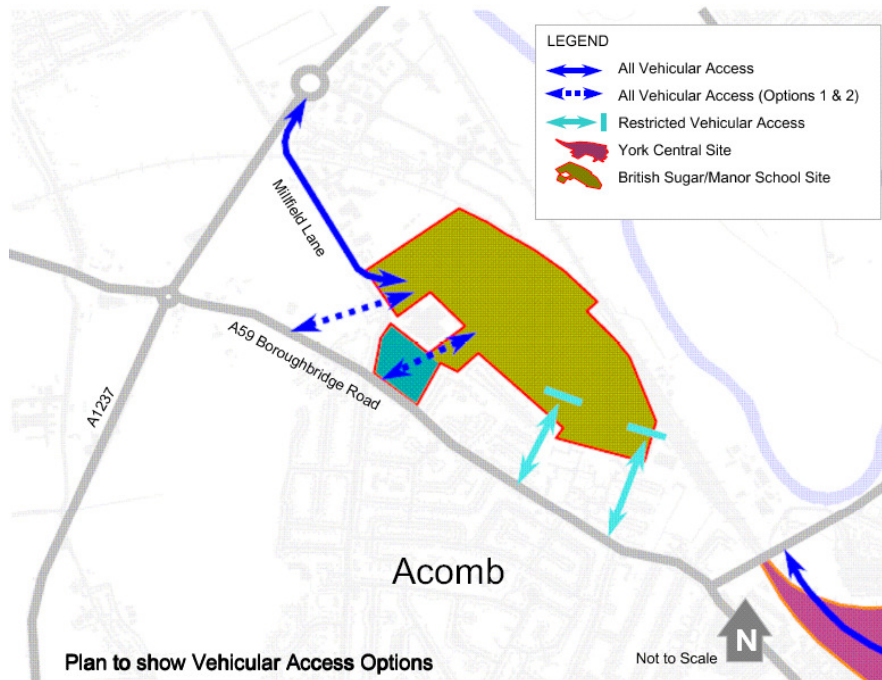 LEGEND
All Vehicular Access
All Vehicular Access (Options 1 & 2)
Restricted Vehicular Access
York Central Site
British Sugar/Manor School Site
Millfield Lane
A59 Boroughbridge Road
A1237
Acomb
Plan to show Vehicular Access Options
Not to Scale
N